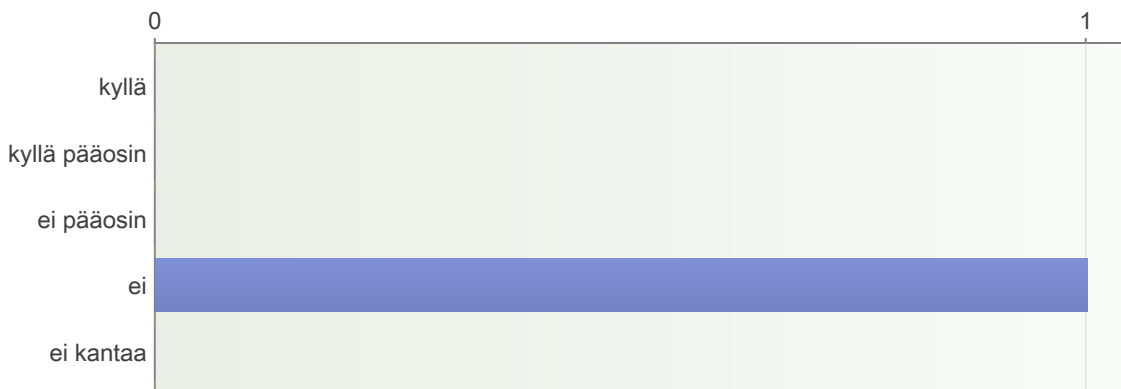 0 1
kyllä
kyllä pääosin
ei pääosin
ei
ei kantaa